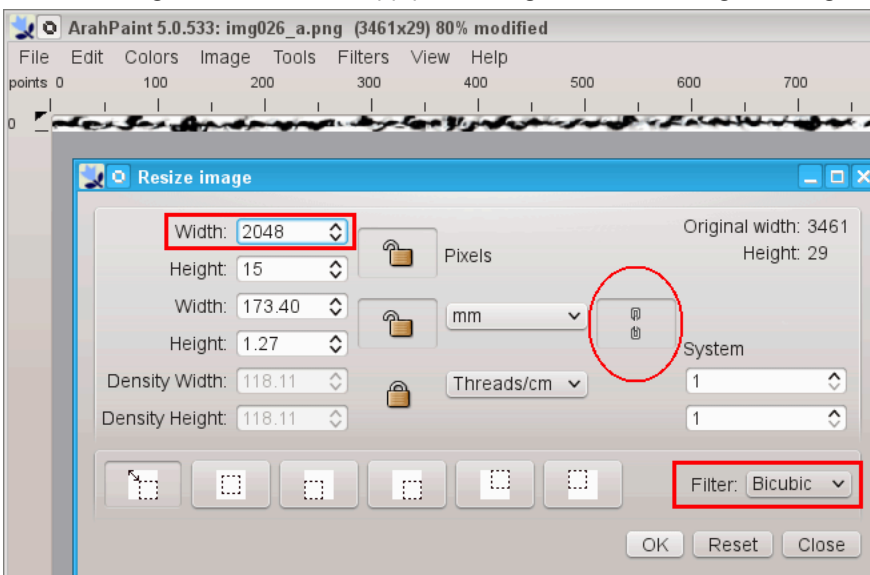 ArahPaint 5.0.533: img026_a.png (3461x29) 80% modified
File Edit Colors Image Tools Filters View Help
points 0 100 200 300 400 500 600 700
0
Resize image
Width: 2048
Original width: 3461
Pixels
Height: 29
Height: 15
Width: 173.40
mm
Height: 1.27
System
Density Width: 118.11
Threads/cm
1
Density Height: 118.11
1
Filter: Bicubic
OK Reset Close